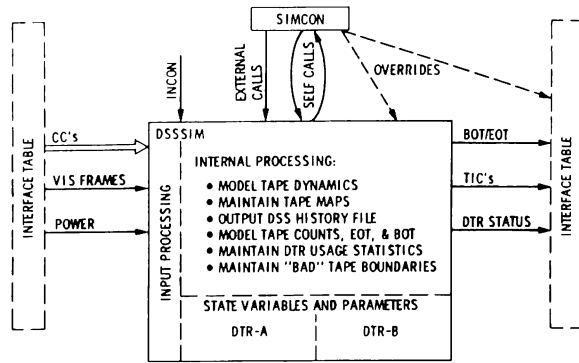 SIMCON
INTERFACE TABLE
INCON
EXTERNAL CALLS
SELF CALLS
OVERRIDES
INTERFACE TABLE
CC's
VIS FRAMES
POWER
DSSSIM
INPUT PROCESSING
INTERNAL PROCESSING:
• MODEL TAPE DYNAMICS
• MAINTAIN TAPE MAPS
• OUTPUT DSS HISTORY FILE
• MODEL TAPE COUNTS, EOT, & BOT
• MAINTAIN DTR USAGE STATISTICS
• MAINTAIN "BAD" TAPE BOUNDARIES
STATE VARIABLES AND PARAMETERS
DTR-A
DTR-B
BOT/EOT
TIC's
DTR STATUS